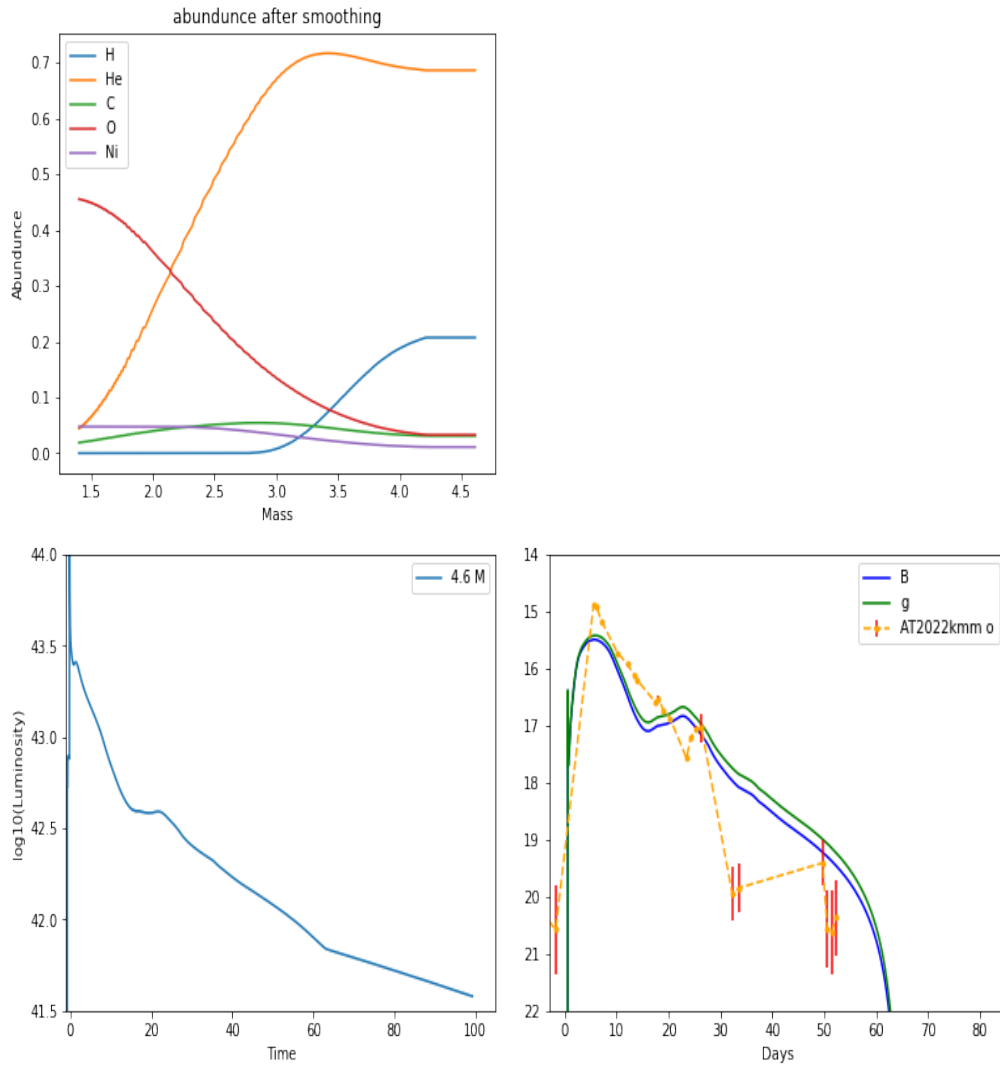 abundunce after smoothing
H
He
C
O
Ni
Abundunce
0.7
0.6
0.5
0.4
0.3
0.2
0.1
0.0
1.5 2.0 2.5 3.0 3.5 4.0 4.5
Mass
4.6 M
log10(Luminosity)
44.0
43.5
43.0
42.5
42.0
41.5
0 20 40 60 80 100
Time
B
g
AT2022kmm o
14
15
16
17
18
19
20
21
22
0 10 20 30 40 50 60 70 80
Days